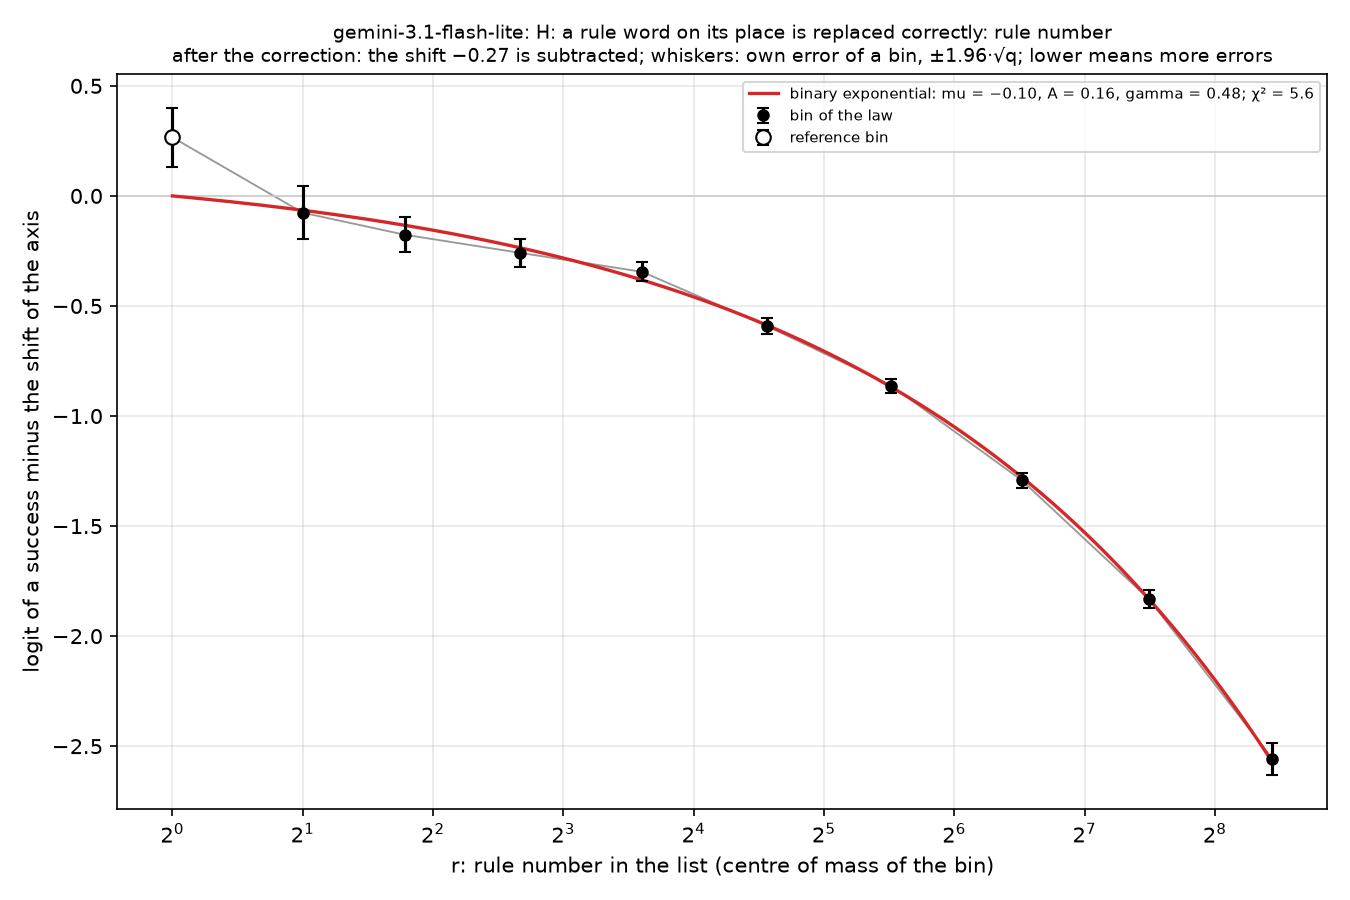 gemini-3.1-flash-lite: H: a rule word on its place is replaced correctly: rule number
after the correction: the shift −0.27 is subtracted; whiskers: own error of a bin, ±1.96·√q; lower means more errors
binary exponential: mu = −0.10, A = 0.16, gamma = 0.48; χ² = 5.6
bin of the law
reference bin
logit of a success minus the shift of the axis
0.5
0.0
−0.5
−1.0
−1.5
−2.0
−2.5
2⁰ 2¹ 2² 2³ 2⁴ 2⁵ 2⁶ 2⁷ 2⁸
r: rule number in the list (centre of mass of the bin)